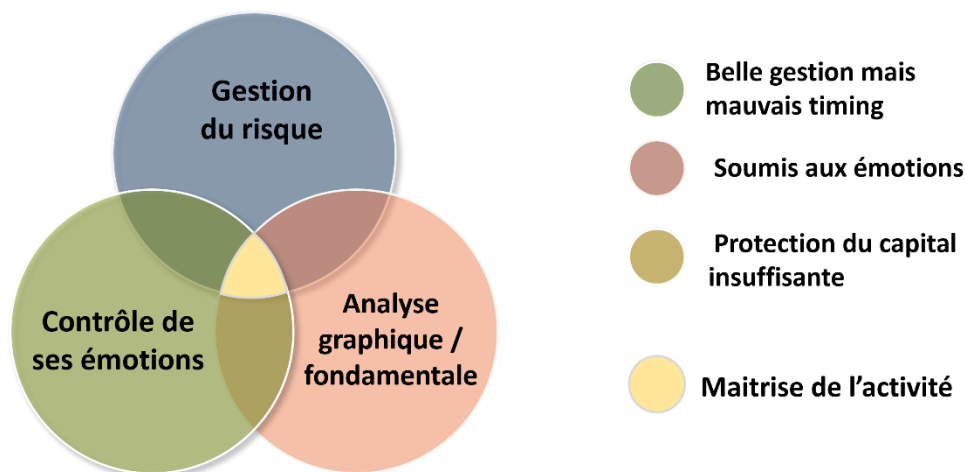 Gestion
du risque
Contrôle de
ses émotions
Analyse
graphique /
fondamentale
Belle gestion mais
mauvais timing
Soumis aux émotions
Protection du capital
insuffisante
Maitrise de l’activité